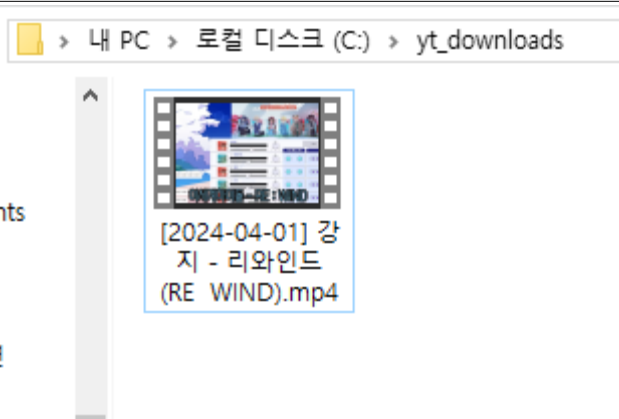 내 PC > 로컬 디스크 (C:) > yt_downloads
nts
[2024-04-01] 강
지 - 리와인드
(RE WIND).mp4